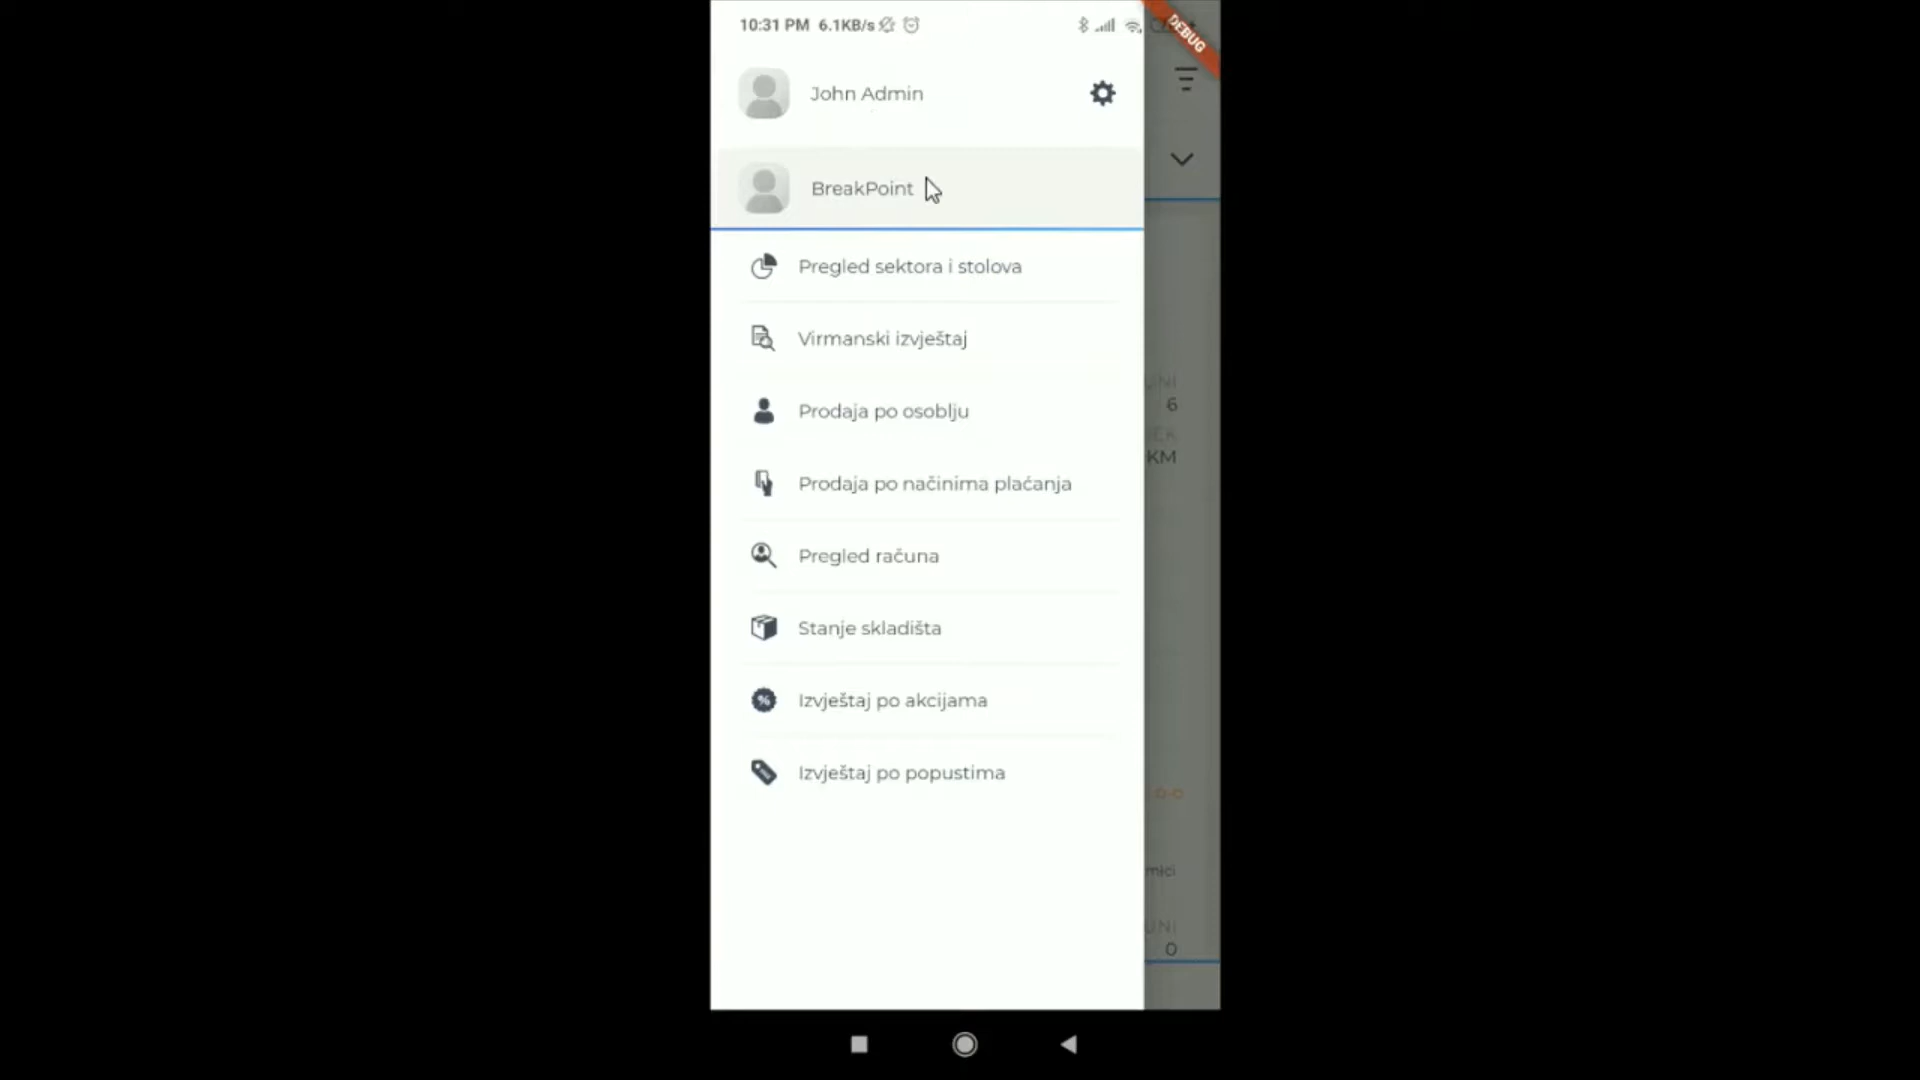 10:31 PM 6.1KB/s
DEBUG
John Admin
BreakPoint
Pregled sektora i stolova
Virmanski izvještaj
Prodaja po osoblju
Prodaja po načinima plaćanja
Pregled računa
Stanje skladišta
Izvještaj po akcijama
Izvještaj po popustima
6
KM
0